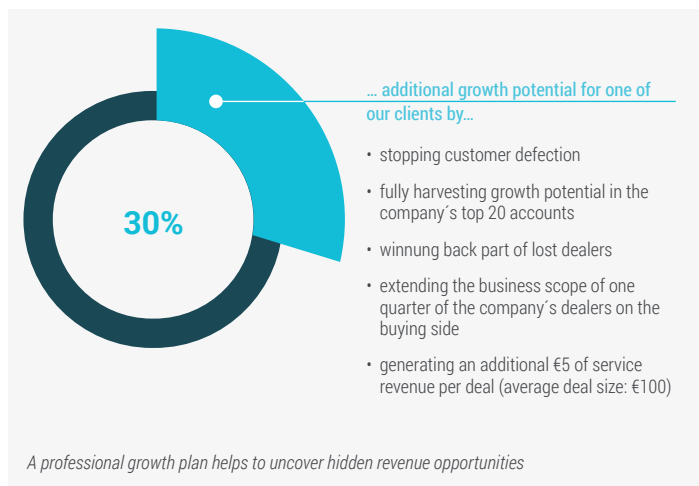 30%
... additional growth potential for one of
our clients by...
• stopping customer defection
• fully harvesting growth potential in the
company´s top 20 accounts
• winnung back part of lost dealers
• extending the business scope of one
quarter of the company´s dealers on the
buying side
• generating an additional €5 of service
revenue per deal (average deal size: €100)
A professional growth plan helps to uncover hidden revenue opportunities